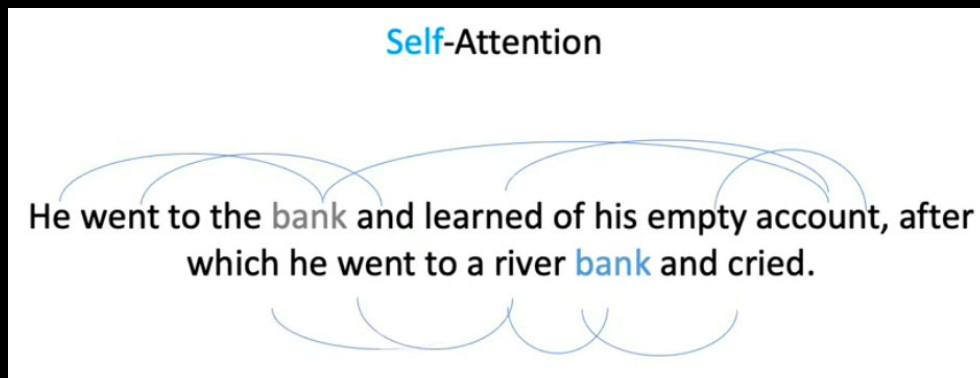 Self-Attention
He went to the bank and learned of his empty account, after
which he went to a river bank and cried.